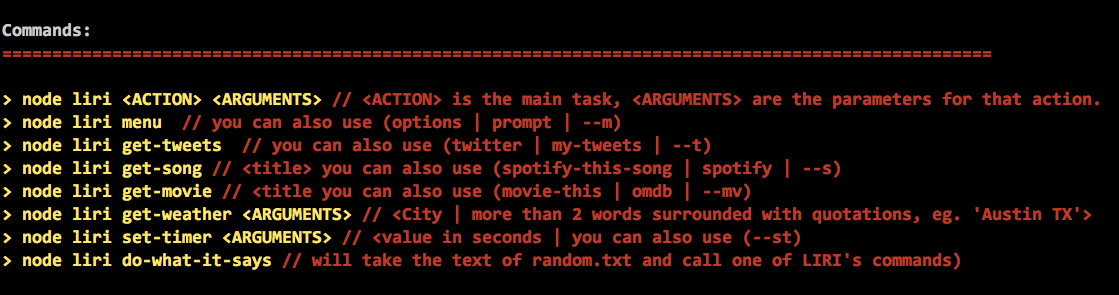 Commands:
===================================================================================================
> node liri <ACTION> <ARGUMENTS> // <ACTION> is the main task, <ARGUMENTS> are the parameters for that action.
> node liri menu  // you can also use (options | prompt | --m)
> node liri get-tweets  // you can also use (twitter | my-tweets | --t)
> node liri get-song // <title> you can also use (spotify-this-song | spotify | --s)
> node liri get-movie // <title you can also use (movie-this | omdb | --mv)
> node liri get-weather <ARGUMENTS> // <City | more than 2 words surrounded with quotations, eg. 'Austin TX'>
> node liri set-timer <ARGUMENTS> // <value in seconds | you can also use (--st)
> node liri do-what-it-says // will take the text of random.txt and call one of LIRI's commands)